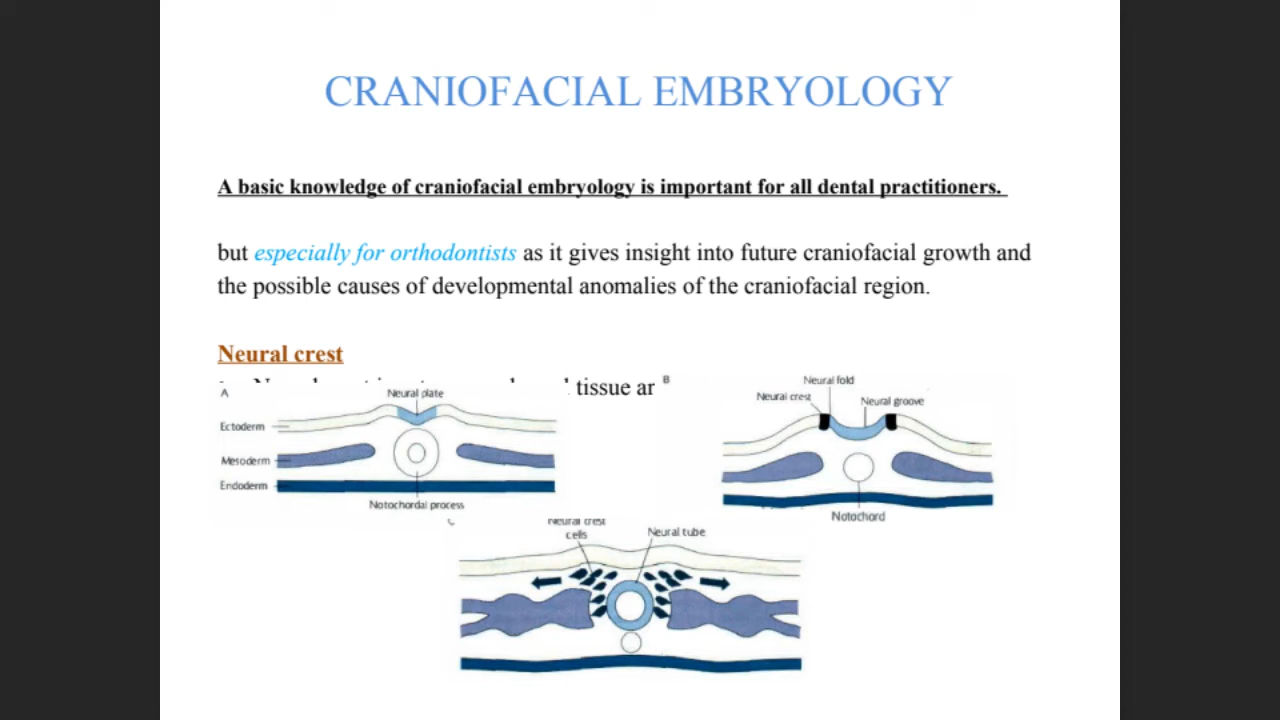 CRANIOFACIAL EMBRYOLOGY
A basic knowledge of craniofacial embryology is important for all dental practitioners.
but especially for orthodontists as it gives insight into future craniofacial growth and
the possible causes of developmental anomalies of the craniofacial region.
Neural crest
tissue ar
A
Neural plate
Ectoderm
Mesoderm
Endoderm
Notochordal process
B
Neural fold
Neural crest
Neural groove
Notochord
C
Neural crest
cells
Neural tube